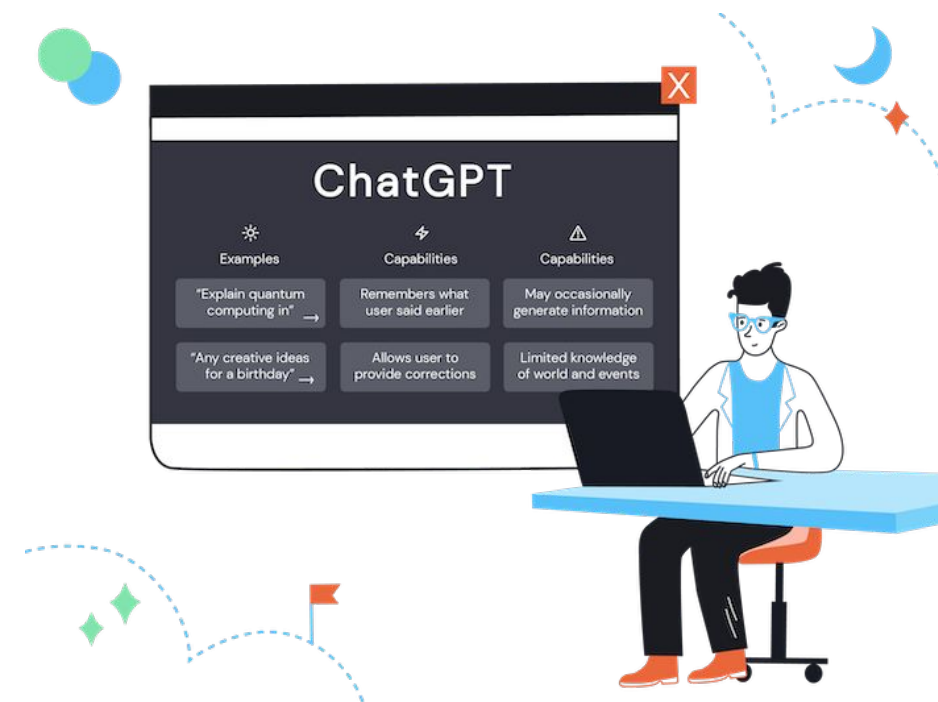 X
ChatGPT
Examples
"Explain quantum
computing in"
"Any creative ideas
for a birthday"
Capabilities
Remembers what
user said earlier
Allows user to
provide corrections
Capabilities
May occasionally
generate information
Limited knowledge
of world and events